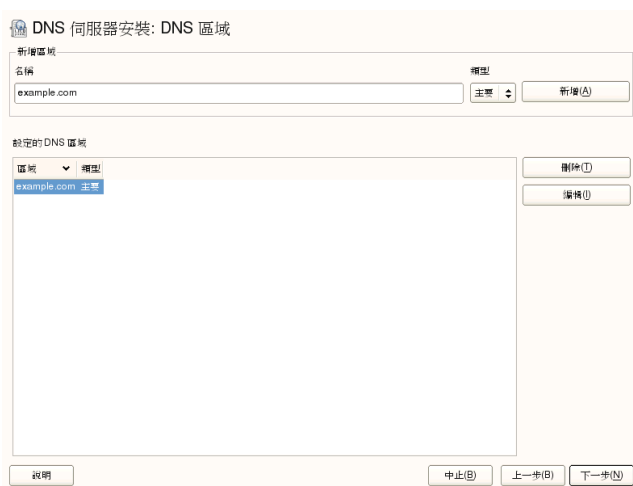 DNS 伺服器安裝: DNS 區域
新增區域
名稱
類型
example.com
主要
新增(A)
設定的 DNS 區域
區域 類型
刪除(T)
example.com 主要
編輯(I)
說明
中止(B)
上一步(B)
下一步(N)